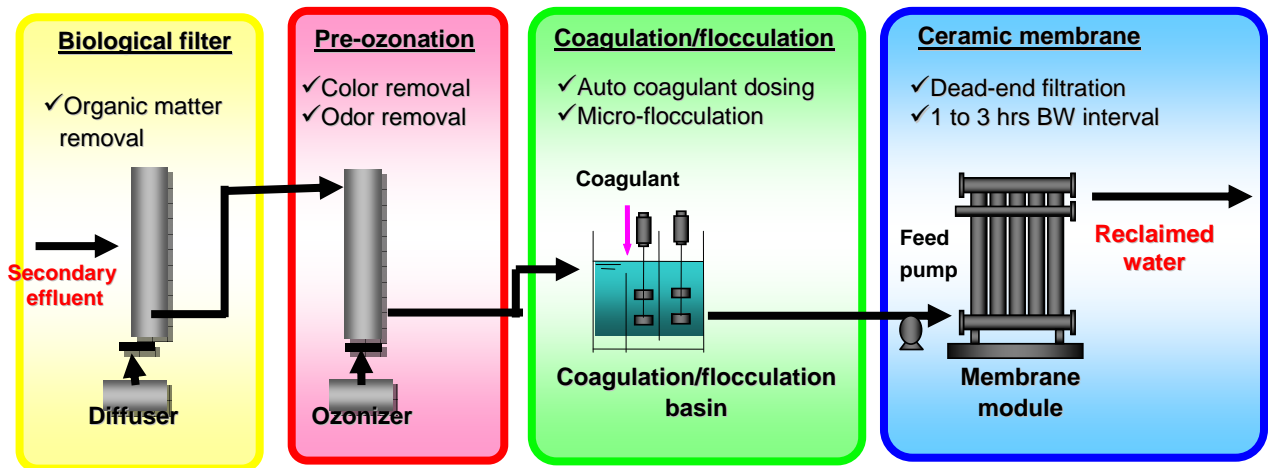 Biological filter
✓Organic matter
removal
Secondary
effluent
Diffuser
Pre-ozonation
✓Color removal
✓Odor removal
Ozonizer
Coagulation/flocculation
✓Auto coagulant dosing
✓Micro-flocculation
Coagulant
Coagulation/flocculation
basin
Ceramic membrane
✓Dead-end filtration
✓1 to 3 hrs BW interval
Feed
pump
Reclaimed
water
Membrane
module